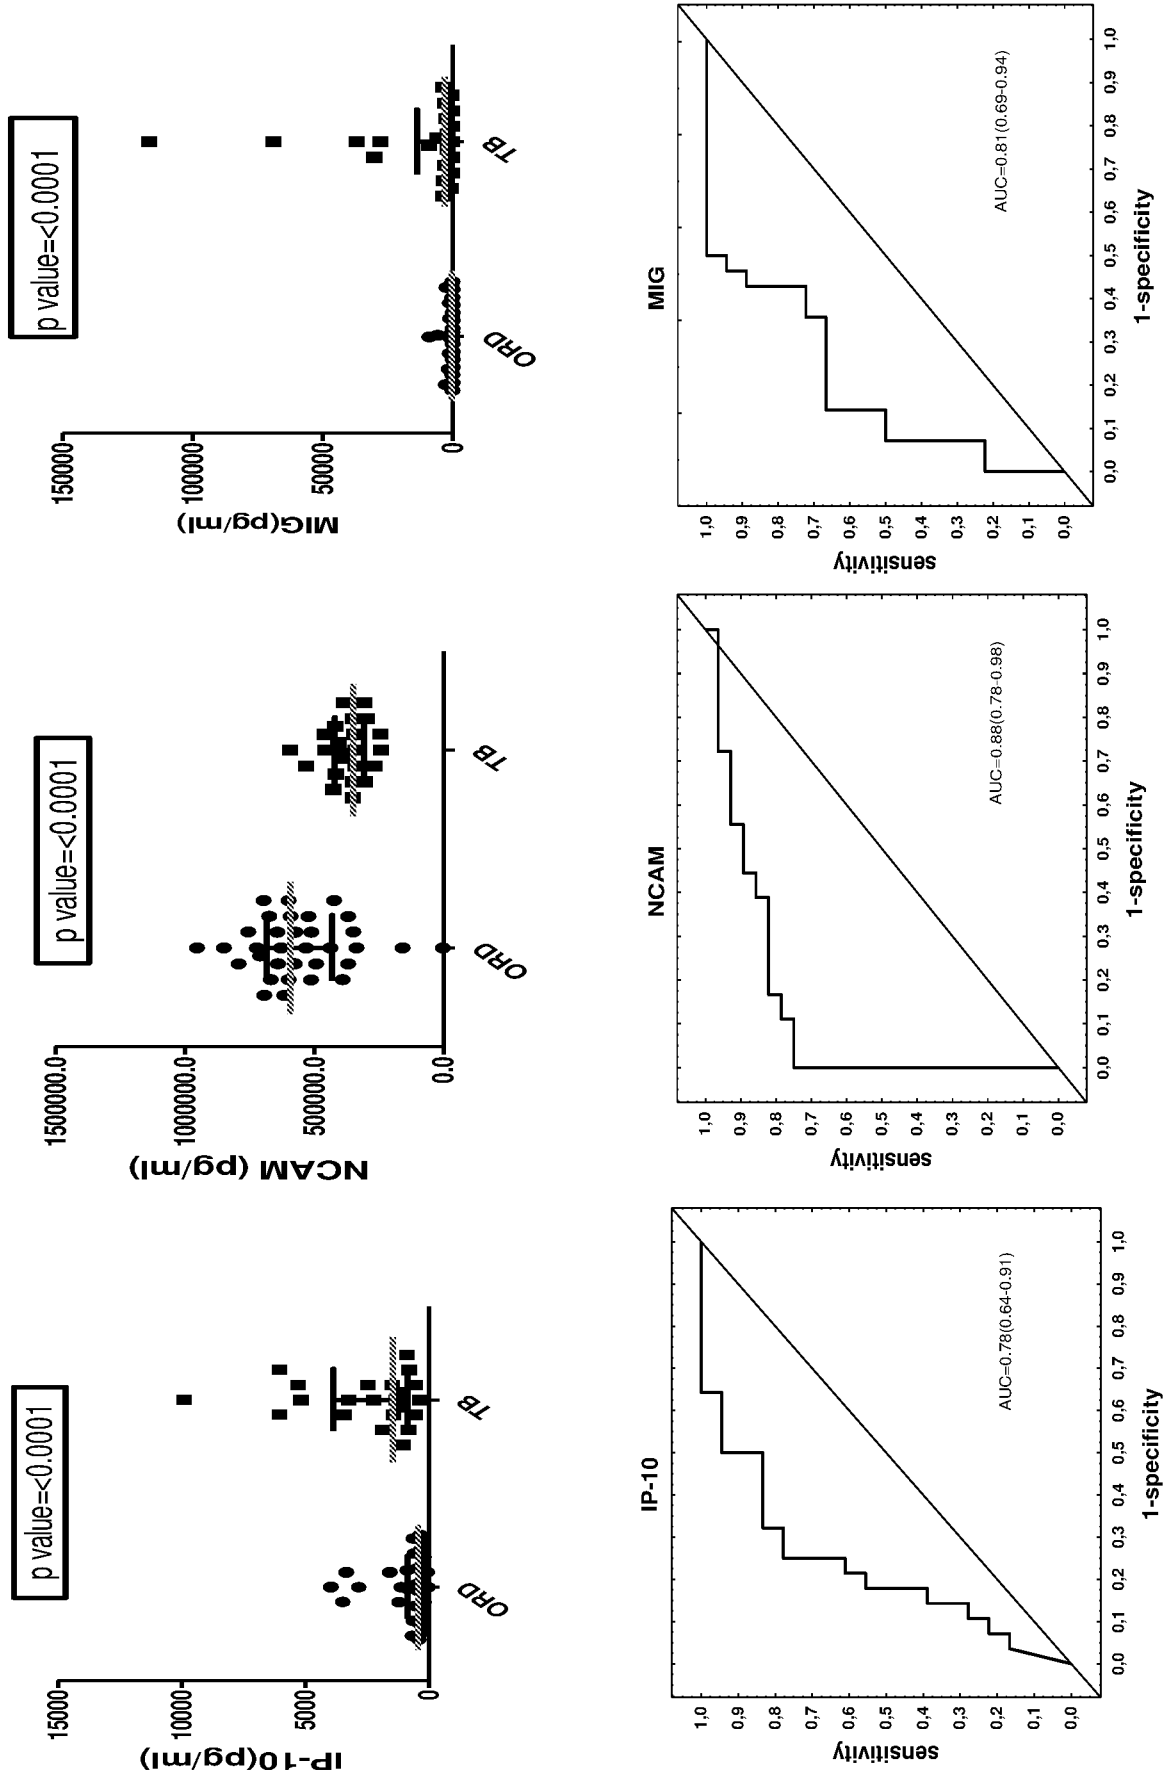 p value=<0.0001
IP-10(pg/ml)
15000
10000
5000
0
ORD
TB
p value=<0.0001
NCAM (pg/ml)
1500000.0
1000000.0
500000.0
0.0
ORD
TB
p value=<0.0001
MIG(pg/ml)
150000
100000
50000
0
ORD
TB
IP-10
sensitivity
1,0
0,9
0,8
0,7
0,6
0,5
0,4
0,3
0,2
0,1
0,0
AUC=0.78(0.64-0.91)
0,0 0,1 0,2 0,3 0,4 0,5 0,6 0,7 0,8 0,9 1,0
1-specificity
NCAM
sensitivity
1,0
0,9
0,8
0,7
0,6
0,5
0,4
0,3
0,2
0,1
0,0
AUC=0.88(0.78-0.98)
0,0 0,1 0,2 0,3 0,4 0,5 0,6 0,7 0,8 0,9 1,0
1-specificity
MIG
sensitivity
1,0
0,9
0,8
0,7
0,6
0,5
0,4
0,3
0,2
0,1
0,0
AUC=0.81(0.69-0.94)
0,0 0,1 0,2 0,3 0,4 0,5 0,6 0,7 0,8 0,9 1,0
1-specificity